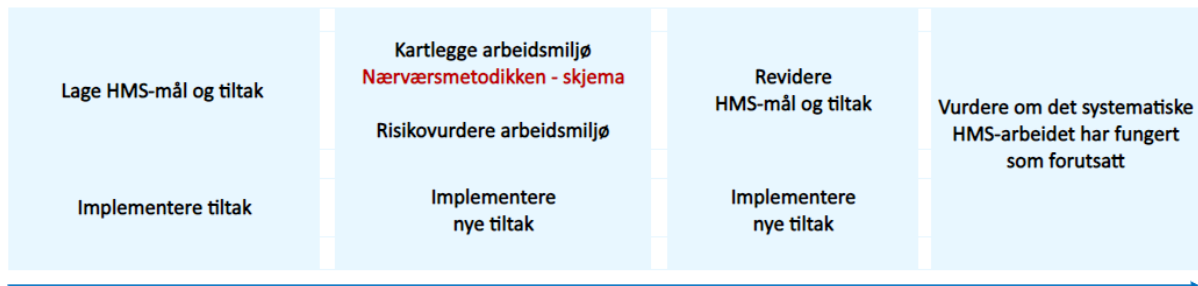 Lage HMS-mål og tiltak
Implementere tiltak
Kartlegge arbeidsmiljø
Nærværsmetodikken - skjema
Risikovurdere arbeidsmiljø
Implementere
nye tiltak
Revidere
HMS-mål og tiltak
Implementere
nye tiltak
Vurdere om det systematiske
HMS-arbeidet har fungert
som forutsatt